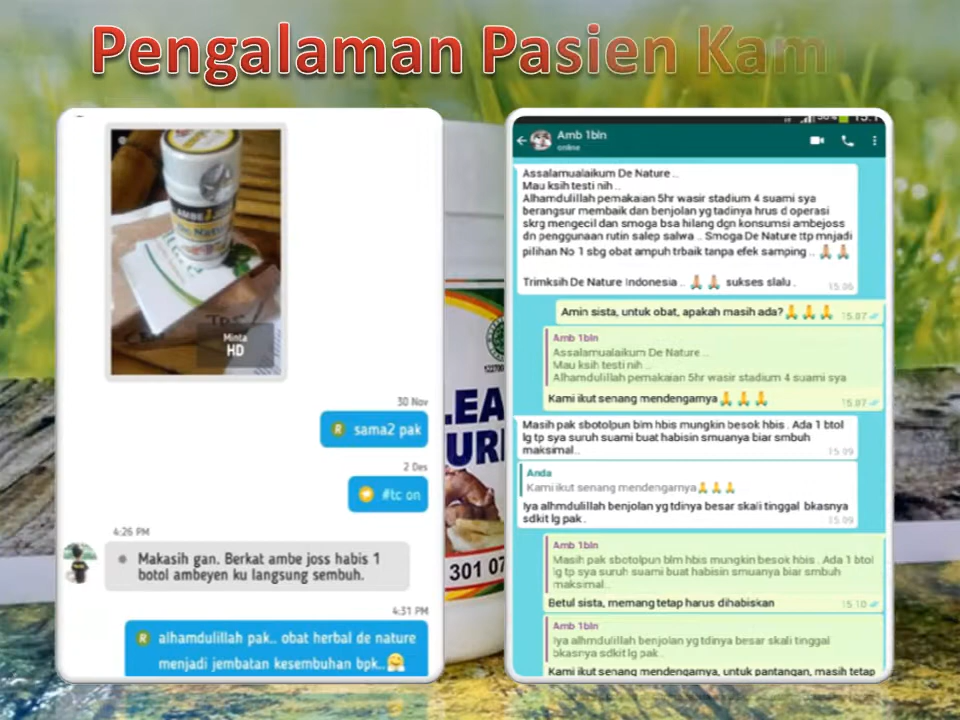 Pengalaman Pasien Kam
AMBE
De Nature
Minta
HD
30 Nov
sama2 pak
2 Des
#tc on
4:26 PM
Makasih gan. Berkat ambe joss habis 1
botol ambeyen ku langsung sembuh.
4:31 PM
alhamdulillah pak.. obat herbal de nature
menjadi jembatan kesembuhan bpk..
LEA
URI
301 07
15.1
Amb 1bln
online
Assalamualaikum De Nature ..
Mau ksih testi nih ..
Alhamdulillah pemakaian 5hr wasir stadium 4 suami sya
berangsur membaik dan benjolan yg tadinya hrus d operasi
skrg mengecil dan smoga bsa hilang dgn konsumsi ambejoss
dn penggunaan rutin salep salwa .. Smoga De Nature ttp mnjadi
pilihan No 1 sbg obat ampuh trbaik tanpa efek samping ..
Trimksih De Nature Indonesia .. sukses slalu .
15.06
Amin sista, untuk obat, apakah masih ada?
15.07
Amb 1bln
Assalamualaikum De Nature ..
Mau ksih testi nih ..
Alhamdulillah pemakaian 5hr wasir stadium 4 suami sya
Kami ikut senang mendengarnya
15.07
Masih pak sbotolpun blm hbis mungkin besok hbis . Ada 1 btol
lg tp sya suruh suami buat habisin smuanya biar smbuh
maksimal..
15.09
Anda
Kami ikut senang mendengarnya
Iya alhmdulillah benjolan yg tdinya besar skali tinggal bkasnya
sdkit lg pak .
15.09
Amb 1bln
Masih pak sbotolpun blm hbis mungkin besok hbis . Ada 1 btol
lg tp sya suruh suami buat habisin smuanya biar smbuh
maksimal..
Betul sista, memang tetap harus dihabiskan
15.10
Amb 1bln
Iya alhmdulillah benjolan yg tdinya besar skali tinggal
bkasnya sdkit lg pak .
Kami ikut senang mendengarnya, untuk pantangan, masih tetap